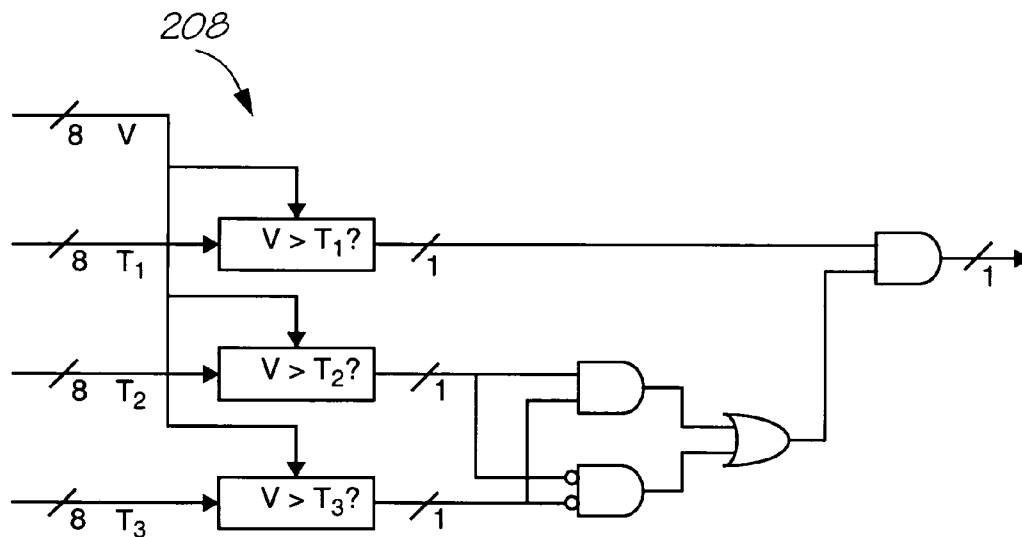 208
8 V
V > T₁?
8 T₁
1
1
V > T₂?
8 T₂
1
V > T₃?
8 T₃
1